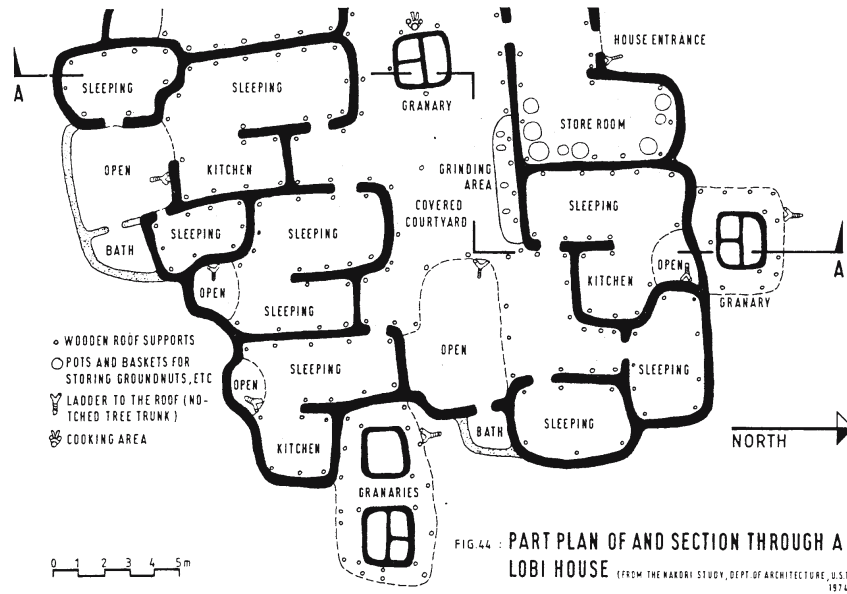 HOUSE ENTRANCE
A
SLEEPING
SLEEPING
GRANARY
STORE ROOM
OPEN
KITCHEN
GRINDING
AREA
COVERED
COURTYARD
SLEEPING
SLEEPING
SLEEPING
BATH
OPEN
KITCHEN
OPEN
A
GRANARY
SLEEPING
WOODEN ROOF SUPPORTS
POTS AND BASKETS FOR
STORING GROUNDNUTS, ETC
LADDER TO THE ROOF (NO-
TCHED TREE TRUNK)
COOKING AREA
OPEN
SLEEPING
OPEN
SLEEPING
KITCHEN
BATH
SLEEPING
NORTH
GRANARIES
0 1 2 3 4 5m
FIG.44 : PART PLAN OF AND SECTION THROUGH A
LOBI HOUSE (FROM THE NAKORI STUDY, DEPT. OF ARCHITECTURE, U.S.T
1974